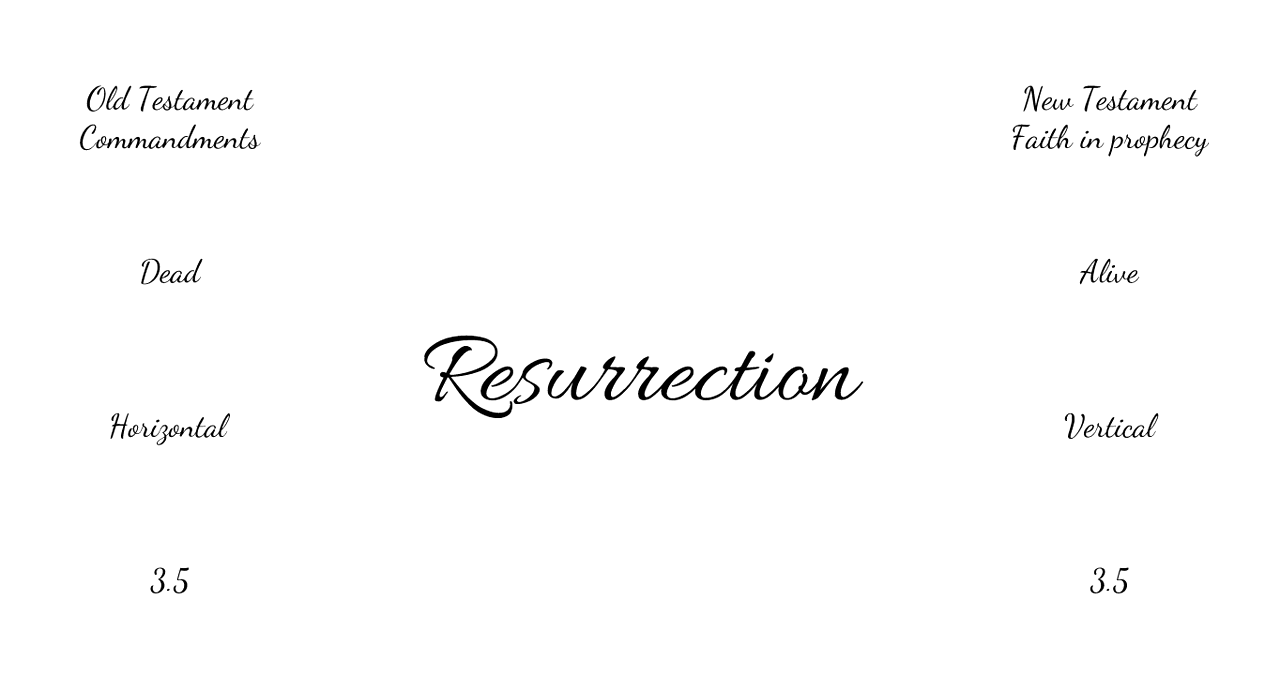 Old Testament
Commandments
New Testament
Faith in prophecy
Dead
Alive
Resurrection
Horizontal
Vertical
3.5
3.5